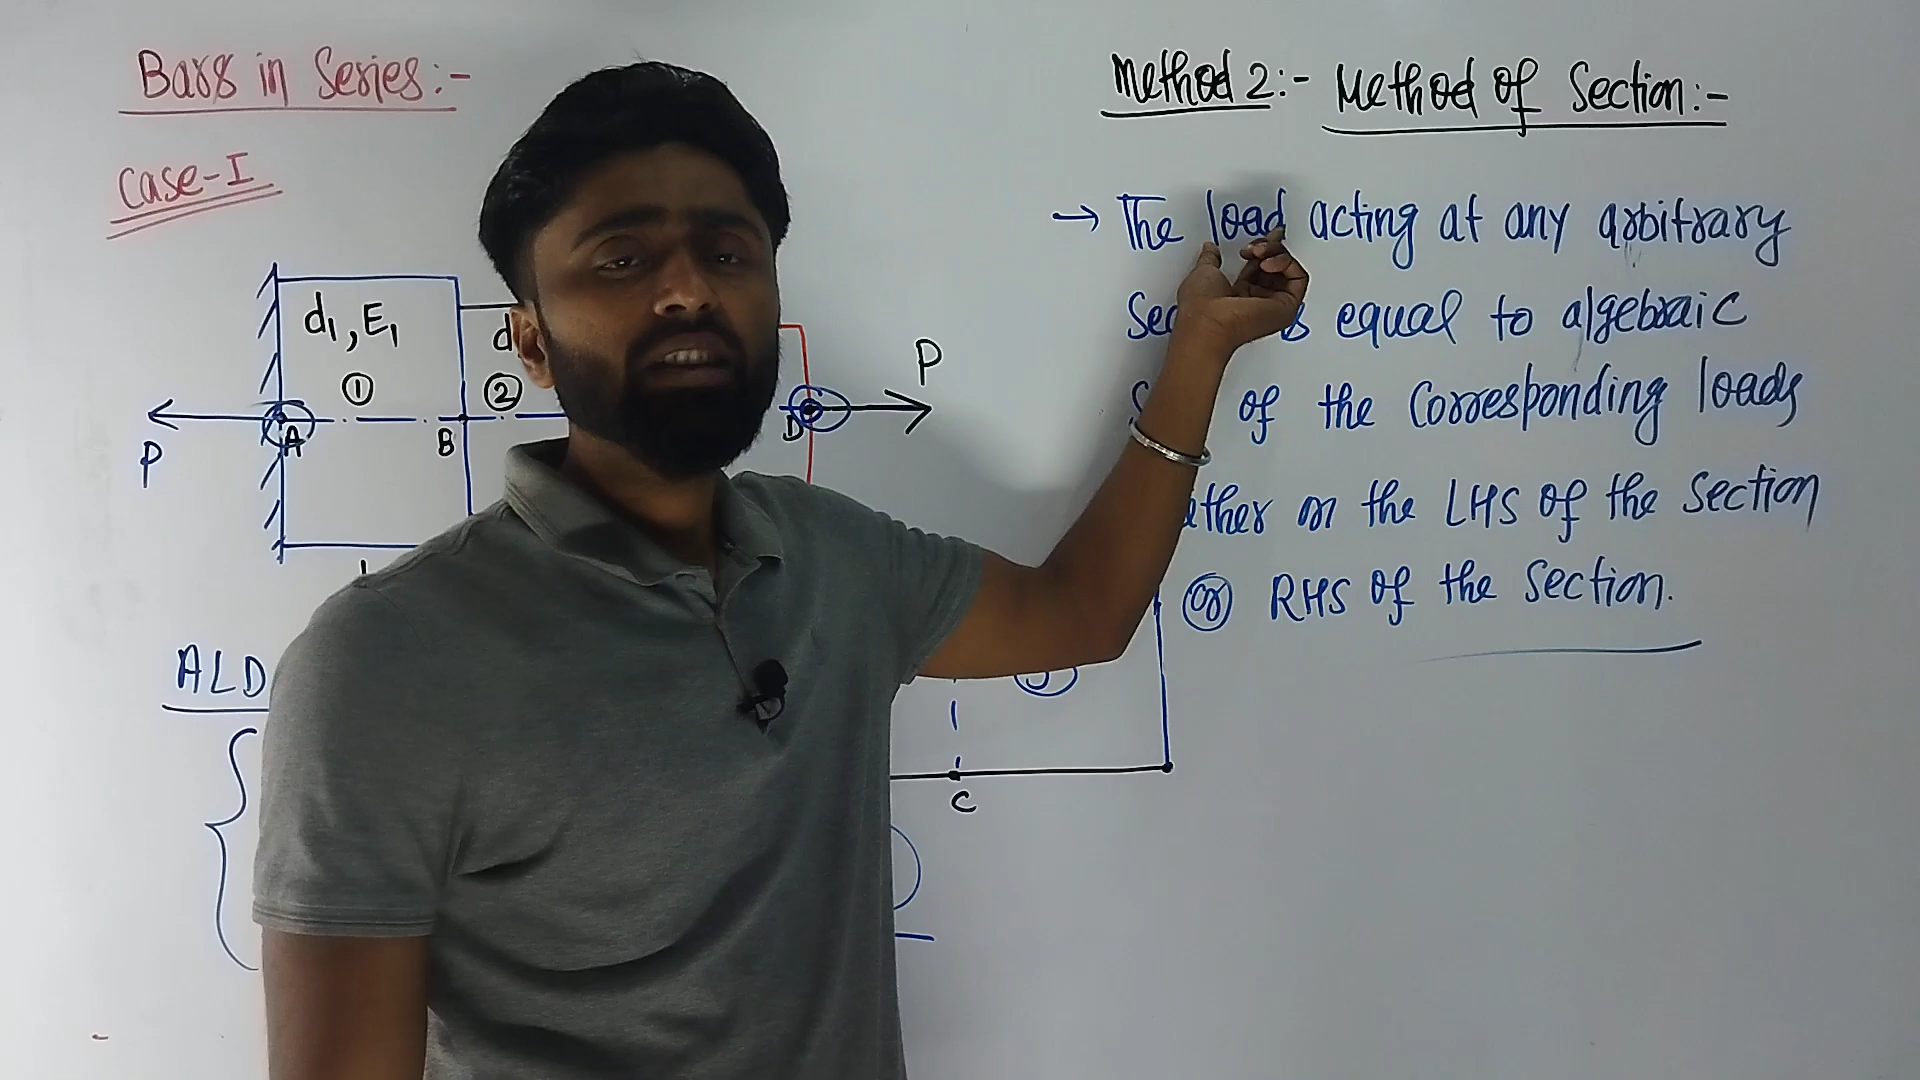 Bars in Series:-
Case-I
d1, E1
d
①
②
P
A
B
D
P
ALD
C
Method 2:- Method of Section:-
→ The load acting at any arbitrary
equal to algebraic
of the Corresponding loads
on the LHS of the section
(or) RHS of the section.